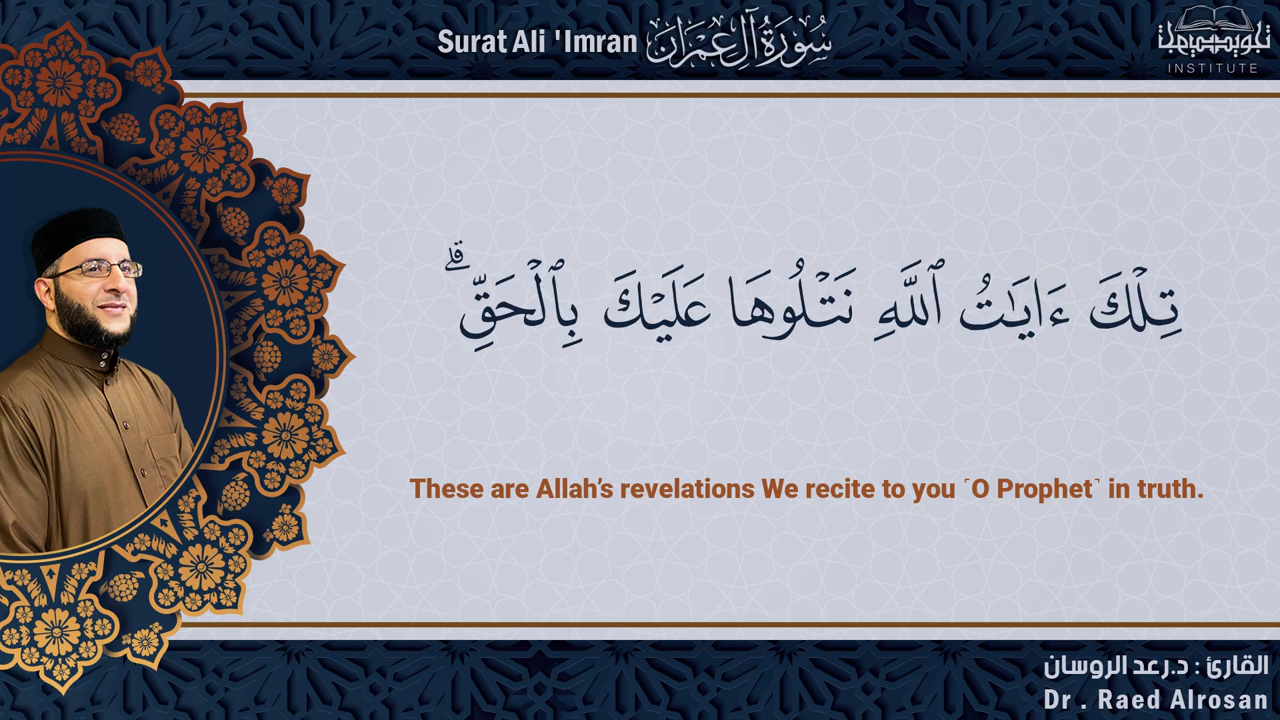 Surat Ali 'Imran سُورَةُ آلِ عِمْرَانَ
INSTITUTE
تِلْكَ ءَايَـٰتُ ٱللَّهِ نَتْلُوهَا عَلَيْكَ بِٱلْحَقِّ ۗ
These are Allah’s revelations We recite to you ˹O Prophet˺ in truth.
القارئ : د.رعد الروسان
Dr . Raed Alrosan